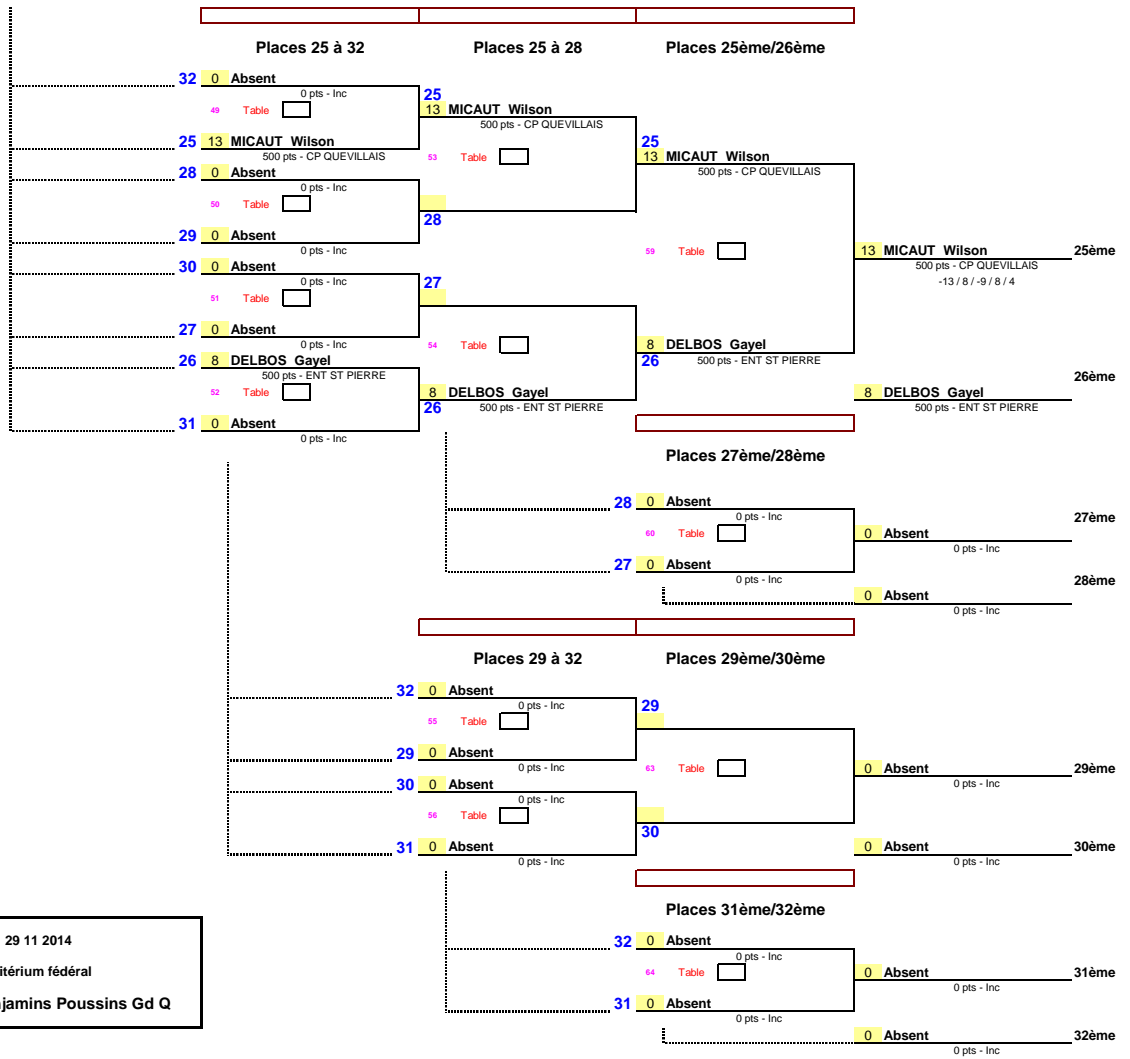 Places 25 à 32
Places 25 à 28
Places 25ème/26ème
32 0 Absent
0 pts - Inc
49 Table
25 13 MICAUT Wilson
500 pts - CP QUEVILLAIS
28 0 Absent
0 pts - Inc
50 Table
29 0 Absent
0 pts - Inc
30 0 Absent
0 pts - Inc
51 Table
27 0 Absent
0 pts - Inc
26 8 DELBOS Gayel
500 pts - ENT ST PIERRE
52 Table
31 0 Absent
0 pts - Inc
25
13 MICAUT Wilson
500 pts - CP QUEVILLAIS
53 Table
28
27
54 Table
8 DELBOS Gayel
26 500 pts - ENT ST PIERRE
25
13 MICAUT Wilson
500 pts - CP QUEVILLAIS
59 Table
8 DELBOS Gayel
26 500 pts - ENT ST PIERRE
13 MICAUT Wilson 25ème
500 pts - CP QUEVILLAIS
-13 / 8 / -9 / 8 / 4
26ème
8 DELBOS Gayel
500 pts - ENT ST PIERRE
Places 27ème/28ème
28 0 Absent
0 pts - Inc
60 Table
27 0 Absent
0 pts - Inc
27ème
0 Absent
0 pts - Inc
28ème
0 Absent
0 pts - Inc
Places 29 à 32
Places 29ème/30ème
32 0 Absent
0 pts - Inc
55 Table
29 0 Absent
0 pts - Inc
30 0 Absent
0 pts - Inc
56 Table
31 0 Absent
0 pts - Inc
29
63 Table
30
0 Absent 29ème
0 pts - Inc
0 Absent 30ème
0 pts - Inc
Places 31ème/32ème
32 0 Absent
0 pts - Inc
64 Table
31 0 Absent
0 pts - Inc
0 Absent 31ème
0 pts - Inc
0 Absent 32ème
0 pts - Inc
29 11 2014
itérium fédéral
jamins Poussins Gd Q